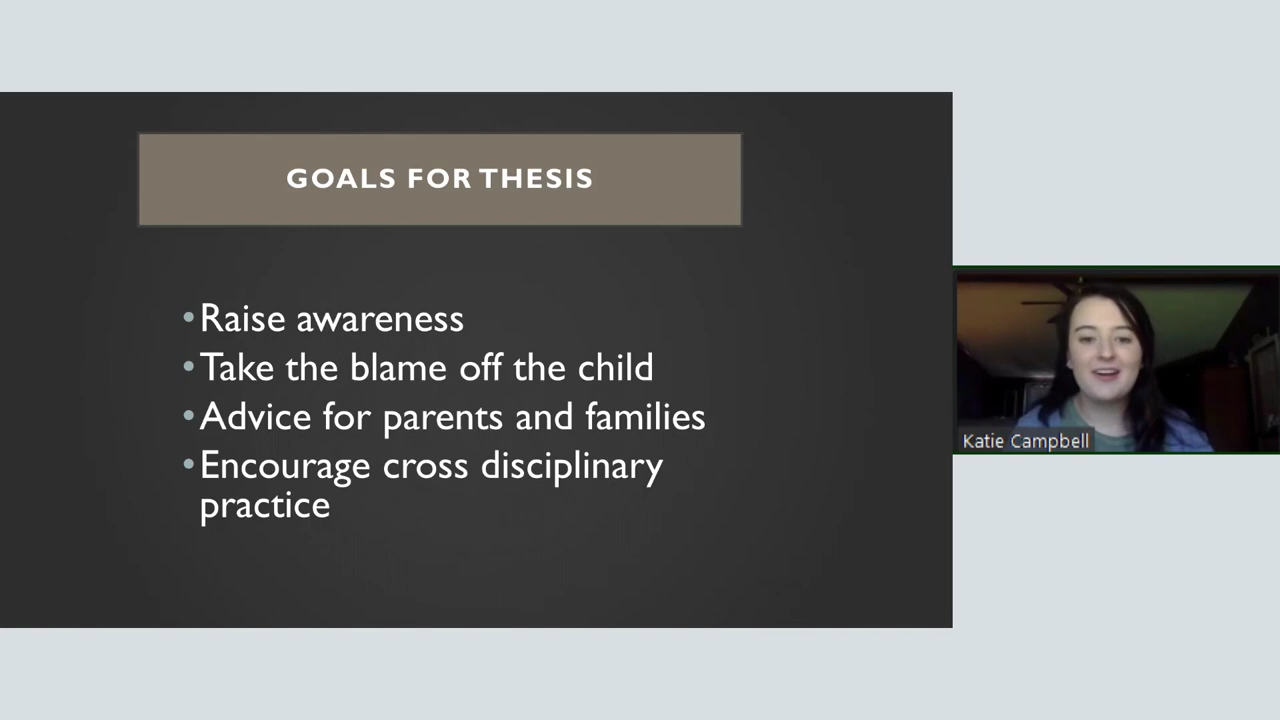 GOALS FOR THESIS
• Raise awareness
• Take the blame off the child
• Advice for parents and families
• Encourage cross disciplinary
practice
Katie Campbell